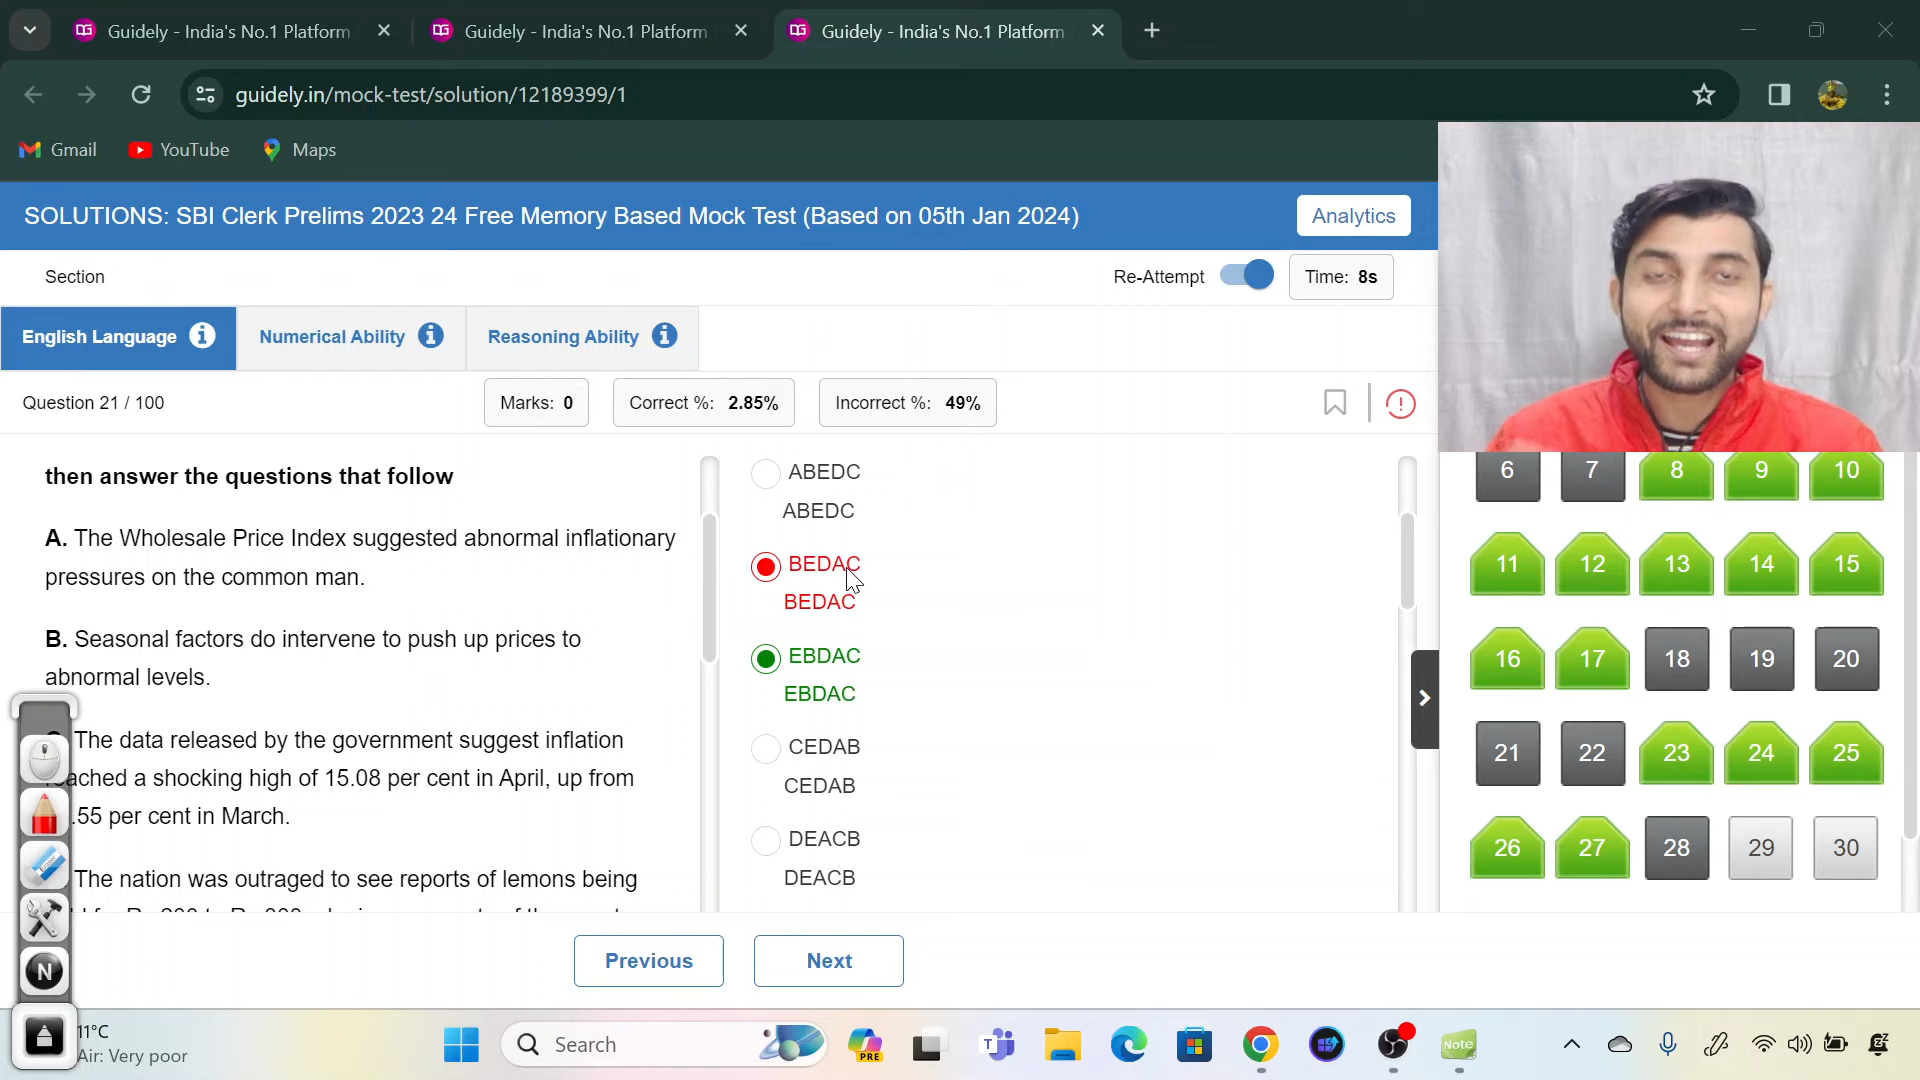 Guidely - India's No.1 Platform
Guidely - India's No.1 Platform
Guidely - India's No.1 Platform
guidely.in/mock-test/solution/12189399/1
Gmail
YouTube
Maps
SOLUTIONS: SBI Clerk Prelims 2023 24 Free Memory Based Mock Test (Based on 05th Jan 2024)
Analytics
Section
Re-Attempt
Time: 8s
English Language
Numerical Ability
Reasoning Ability
Question 21 / 100
Marks: 0
Correct %: 2.85%
Incorrect %: 49%
then answer the questions that follow
A. The Wholesale Price Index suggested abnormal inflationary
pressures on the common man.
B. Seasonal factors do intervene to push up prices to
abnormal levels.
The data released by the government suggest inflation
ached a shocking high of 15.08 per cent in April, up from
.55 per cent in March.
The nation was outraged to see reports of lemons being
ABEDC
ABEDC
BEDAC
BEDAC
EBDAC
EBDAC
CEDAB
CEDAB
DEACB
DEACB
6 7 8 9 10
11 12 13 14 15
16 17 18 19 20
21 22 23 24 25
26 27 28 29 30
Previous
Next
N
11°C
Air: Very poor
Search
PRE
T
Note